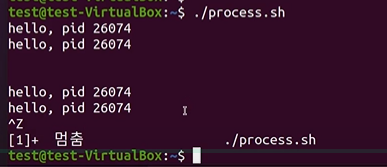 test@test-VirtualBox:~$ ./process.sh
hello, pid 26074
hello, pid 26074
hello, pid 26074
hello, pid 26074
^Z
[1]+  멈춤                  ./process.sh
test@test-VirtualBox:~$